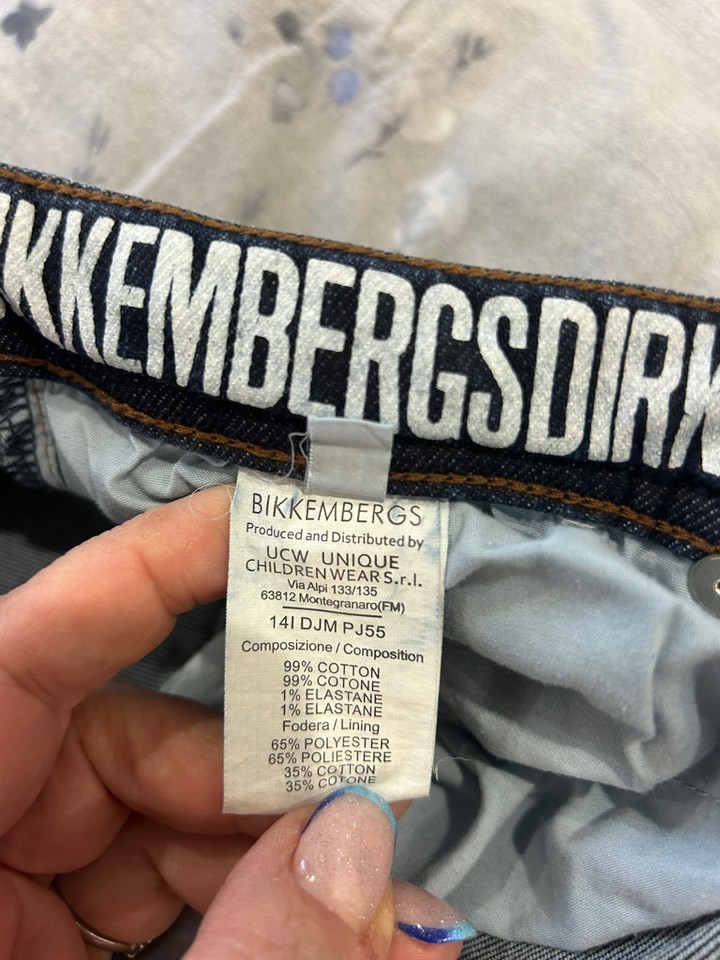 IKKEMBERGSDIRK
BIKKEMBERGS
Produced and Distributed by
UCW UNIQUE
CHILDREN WEAR S.r.l.
Via Alpi 133/135
63812 Montegranaro(FM)
14I DJM PJ55
Composizione / Composition
99% COTTON
99% COTONE
1% ELASTANE
1% ELASTANE
Fodera / Lining
65% POLYESTER
65% POLIESTERE
35% COTTON
35% COTONE